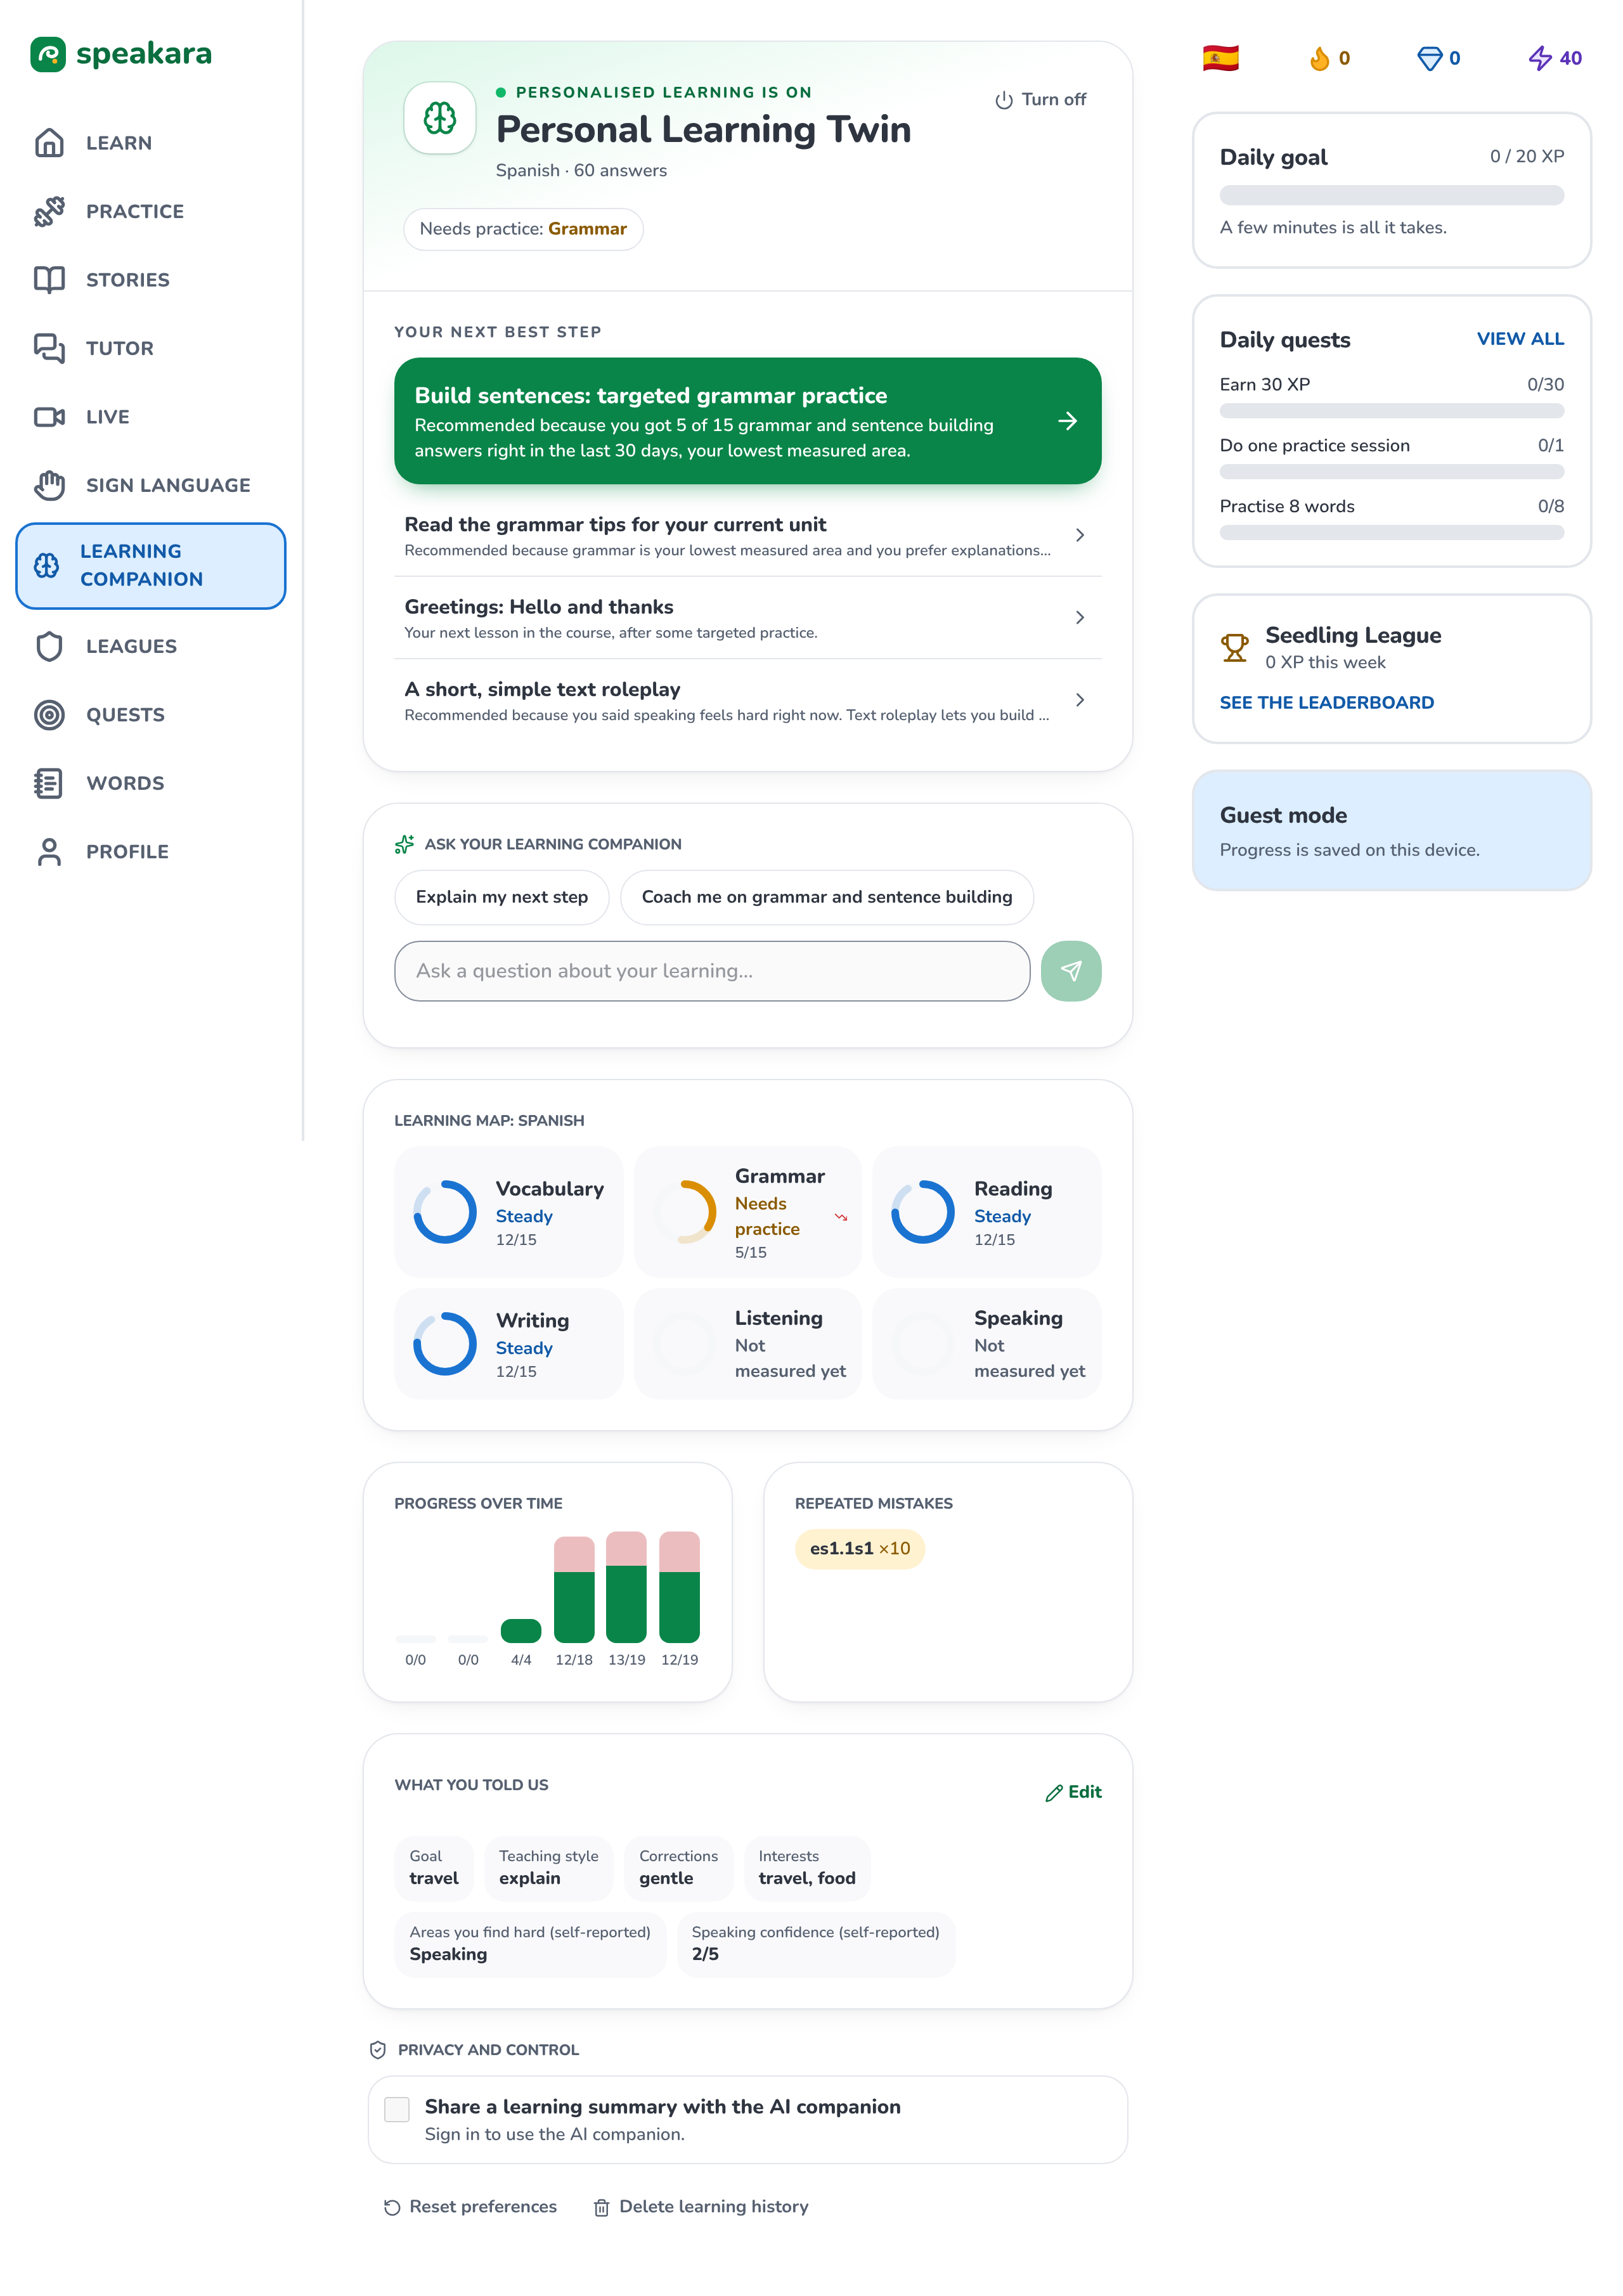 speakara
LEARN
PRACTICE
STORIES
TUTOR
LIVE
SIGN LANGUAGE
LEARNING
COMPANION
LEAGUES
QUESTS
WORDS
PROFILE
PERSONALISED LEARNING IS ON
Personal Learning Twin
Spanish · 60 answers
Turn off
Needs practice: Grammar
YOUR NEXT BEST STEP
Build sentences: targeted grammar practice
Recommended because you got 5 of 15 grammar and sentence building
answers right in the last 30 days, your lowest measured area.
Read the grammar tips for your current unit
Recommended because grammar is your lowest measured area and you prefer explanations...
Greetings: Hello and thanks
Your next lesson in the course, after some targeted practice.
A short, simple text roleplay
Recommended because you said speaking feels hard right now. Text roleplay lets you build ...
ASK YOUR LEARNING COMPANION
Explain my next step
Coach me on grammar and sentence building
Ask a question about your learning...
LEARNING MAP: SPANISH
Vocabulary
Steady
12/15
Grammar
Needs
practice
5/15
Reading
Steady
12/15
Writing
Steady
12/15
Listening
Not
measured yet
Speaking
Not
measured yet
PROGRESS OVER TIME
0/0 0/0 4/4 12/18 13/19 12/19
REPEATED MISTAKES
es1.1s1 ×10
WHAT YOU TOLD US
Edit
Goal
travel
Teaching style
explain
Corrections
gentle
Interests
travel, food
Areas you find hard (self-reported)
Speaking
Speaking confidence (self-reported)
2/5
PRIVACY AND CONTROL
Share a learning summary with the AI companion
Sign in to use the AI companion.
Reset preferences
Delete learning history
0
0
40
Daily goal
0 / 20 XP
A few minutes is all it takes.
Daily quests
VIEW ALL
Earn 30 XP
0/30
Do one practice session
0/1
Practise 8 words
0/8
Seedling League
0 XP this week
SEE THE LEADERBOARD
Guest mode
Progress is saved on this device.